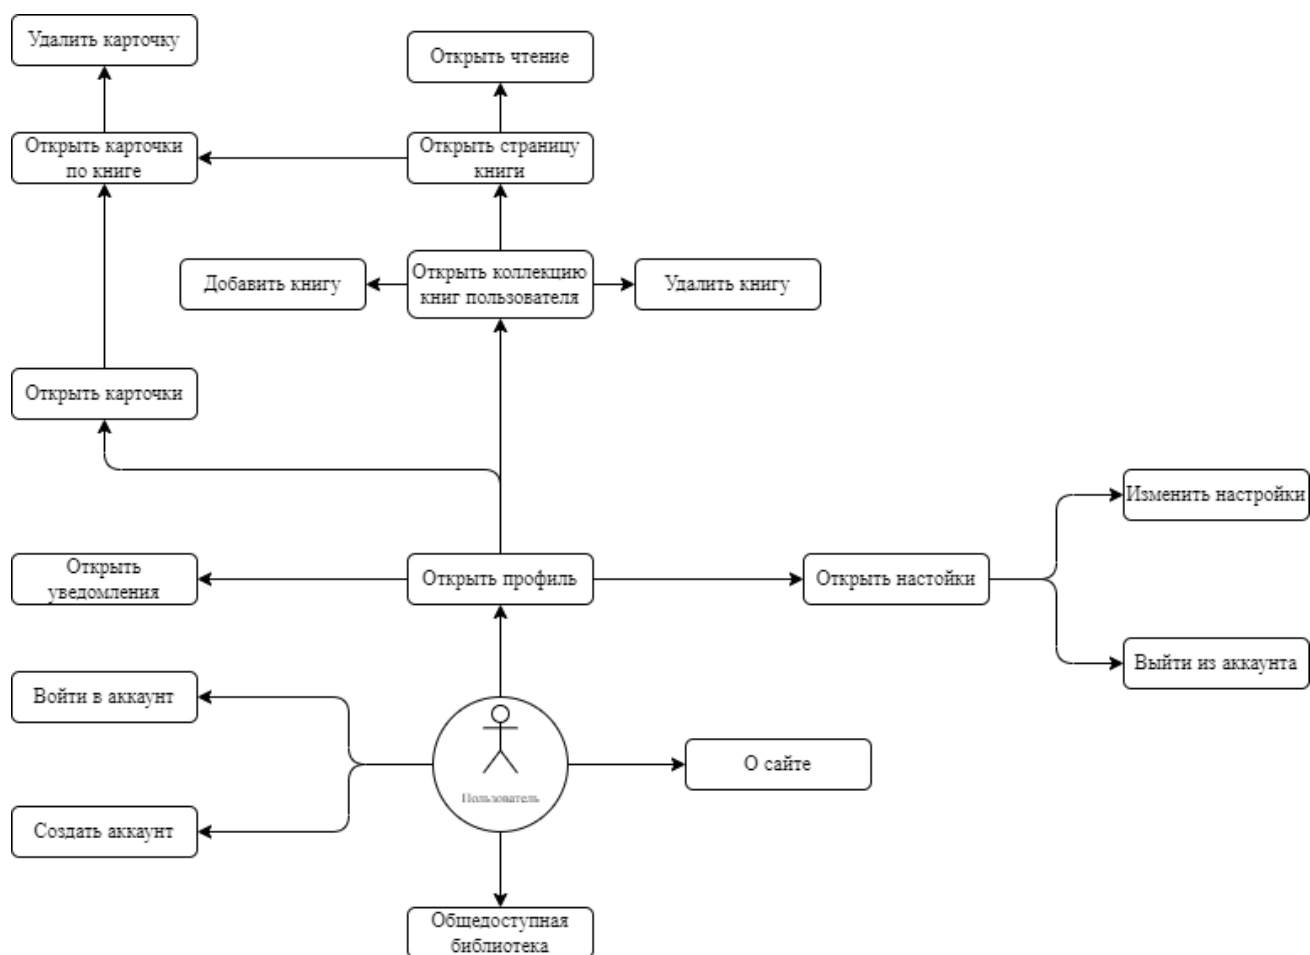 Удалить карточку
Открыть чтение
Открыть карточки
по книге
Открыть страницу
книги
Добавить книгу
Открыть коллекцию
книг пользователя
Удалить книгу
Открыть карточки
Изменить настройки
Открыть
уведомления
Открыть профиль
Открыть настойки
Выйти из аккаунта
Войти в аккаунт
Пользователь
О сайте
Создать аккаунт
Общедоступная
библиотека